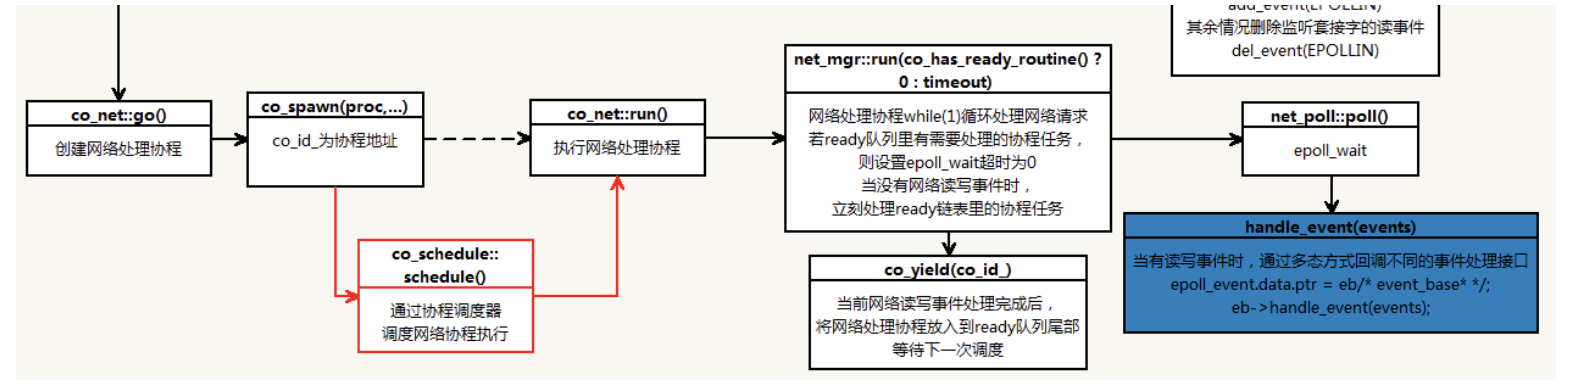 add_event(EPOLLIN)
其余情况删除监听套接字的读事件
del_event(EPOLLIN)
co_net::go()
创建网络处理协程
co_spawn(proc,...)
co_id_为协程地址
co_schedule::
schedule()
通过协程调度器
调度网络协程执行
co_net::run()
执行网络处理协程
net_mgr::run(co_has_ready_routine() ?
0 : timeout)
网络处理协程while(1)循环处理网络请求
若ready队列里有需要处理的协程任务，
则设置epoll_wait超时为0
当没有网络读写事件时，
立刻处理ready链表里的协程任务
co_yield(co_id_)
当前网络读写事件处理完成后，
将网络处理协程放入到ready队列尾部
等待下一次调度
net_poll::poll()
epoll_wait
handle_event(events)
当有读写事件时，通过多态方式回调不同的事件处理接口
epoll_event.data.ptr = eb/* event_base* */;
eb->handle_event(events);